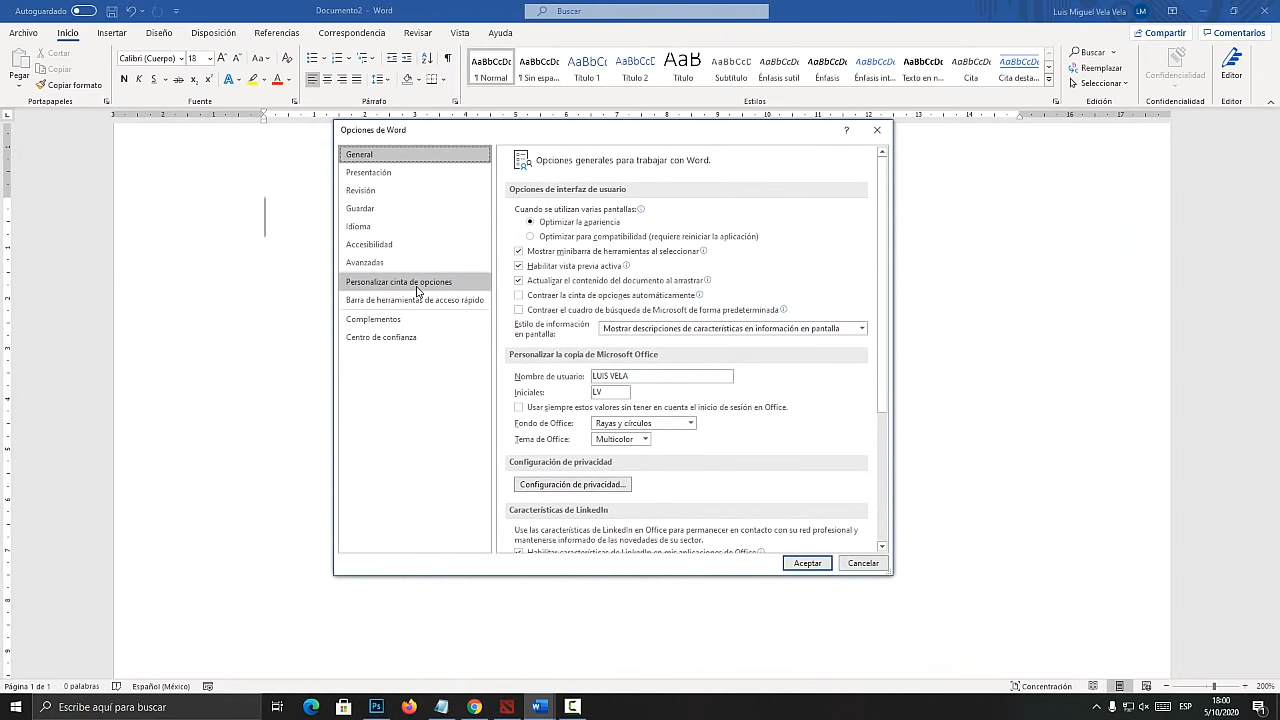 Autoguardado
Documento2 - Word
Buscar
Luis Miguel Vela Vela
LM
Archivo
Inicio
Insertar
Diseño
Disposición
Referencias
Correspondencia
Revisar
Vista
Ayuda
Compartir
Comentarios
Pegar
Cortar
Copiar
Copiar formato
Portapapeles
Calibri (Cuerpo)
18
Fuente
Párrafo
AaBbCcDc
¶ Normal
AaBbCcDc
¶ Sin espa...
AaBbC
Título 1
AaBbCcC
Título 2
AaB
Título
AaBbCcD
Subtítulo
AaBbCcDc
Énfasis sutil
AaBbCcDc
Énfasis
AaBbCcDc
Énfasis int...
AaBbCcDc
Texto en n...
AaBbCcDc
Cita
AaBbCcDc
Cita desta...
Estilos
Buscar
Reemplazar
Seleccionar
Edición
Confidencialidad
Confidencialidad
Editor
Editor
Opciones de Word
?
General
Presentación
Revisión
Guardar
Idioma
Accesibilidad
Avanzadas
Personalizar cinta de opciones
Barra de herramientas de acceso rápido
Complementos
Centro de confianza
Opciones generales para trabajar con Word.
Opciones de interfaz de usuario
Cuando se utilizan varias pantallas:
Optimizar la apariencia
Optimizar para compatibilidad (requiere reiniciar la aplicación)
Mostrar minibarra de herramientas al seleccionar
Habilitar vista previa activa
Actualizar el contenido del documento al arrastrar
Contraer la cinta de opciones automáticamente
Contraer el cuadro de búsqueda de Microsoft de forma predeterminada
Estilo de información en pantalla:
Mostrar descripciones de características en información en pantalla
Personalizar la copia de Microsoft Office
Nombre de usuario:
LUIS VELA
Iniciales:
LV
Usar siempre estos valores sin tener en cuenta el inicio de sesión en Office.
Fondo de Office:
Rayas y círculos
Tema de Office:
Multicolor
Configuración de privacidad
Configuración de privacidad...
Características de LinkedIn
Use las características de LinkedIn en Office para permanecer en contacto con su red profesional y
mantenerse informado de las novedades de su sector.
Habilitar características de LinkedIn en mis aplicaciones de Office
Aceptar
Cancelar
Página 1 de 1
0 palabras
Español (México)
Concentración
200%
Escribe aquí para buscar
ESP
18:00
5/10/2020